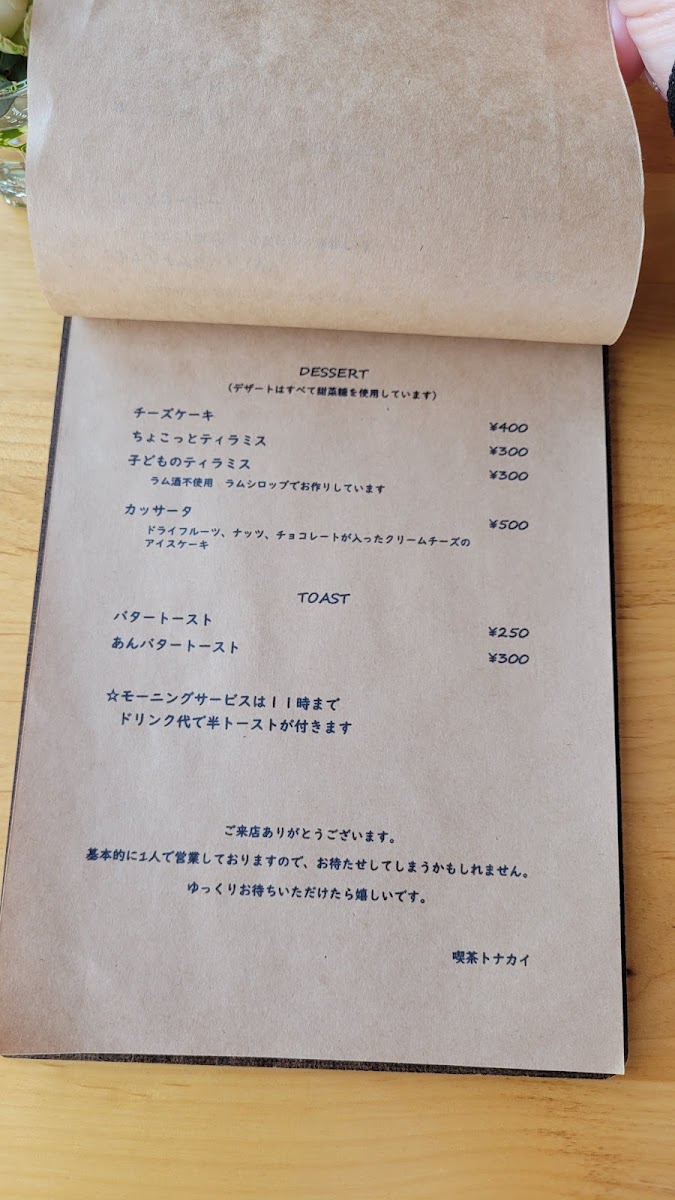 DESSERT
（デザートはすべて甜菜糖を使用しています）
チーズケーキ ¥400
ちょこっとティラミス ¥300
子どものティラミス ¥300
ラム酒不使用　ラムシロップでお作りしています
カッサータ ¥500
ドライフルーツ、ナッツ、チョコレートが入ったクリームチーズの
アイスケーキ
TOAST
バタートースト ¥250
あんバタートースト ¥300
☆モーニングサービスは１１時まで
ドリンク代で半トーストが付きます
ご来店ありがとうございます。
基本的に1人で営業しておりますので、お待たせしてしまうかもしれません。
ゆっくりお待ちいただけたら嬉しいです。
喫茶トナカイ